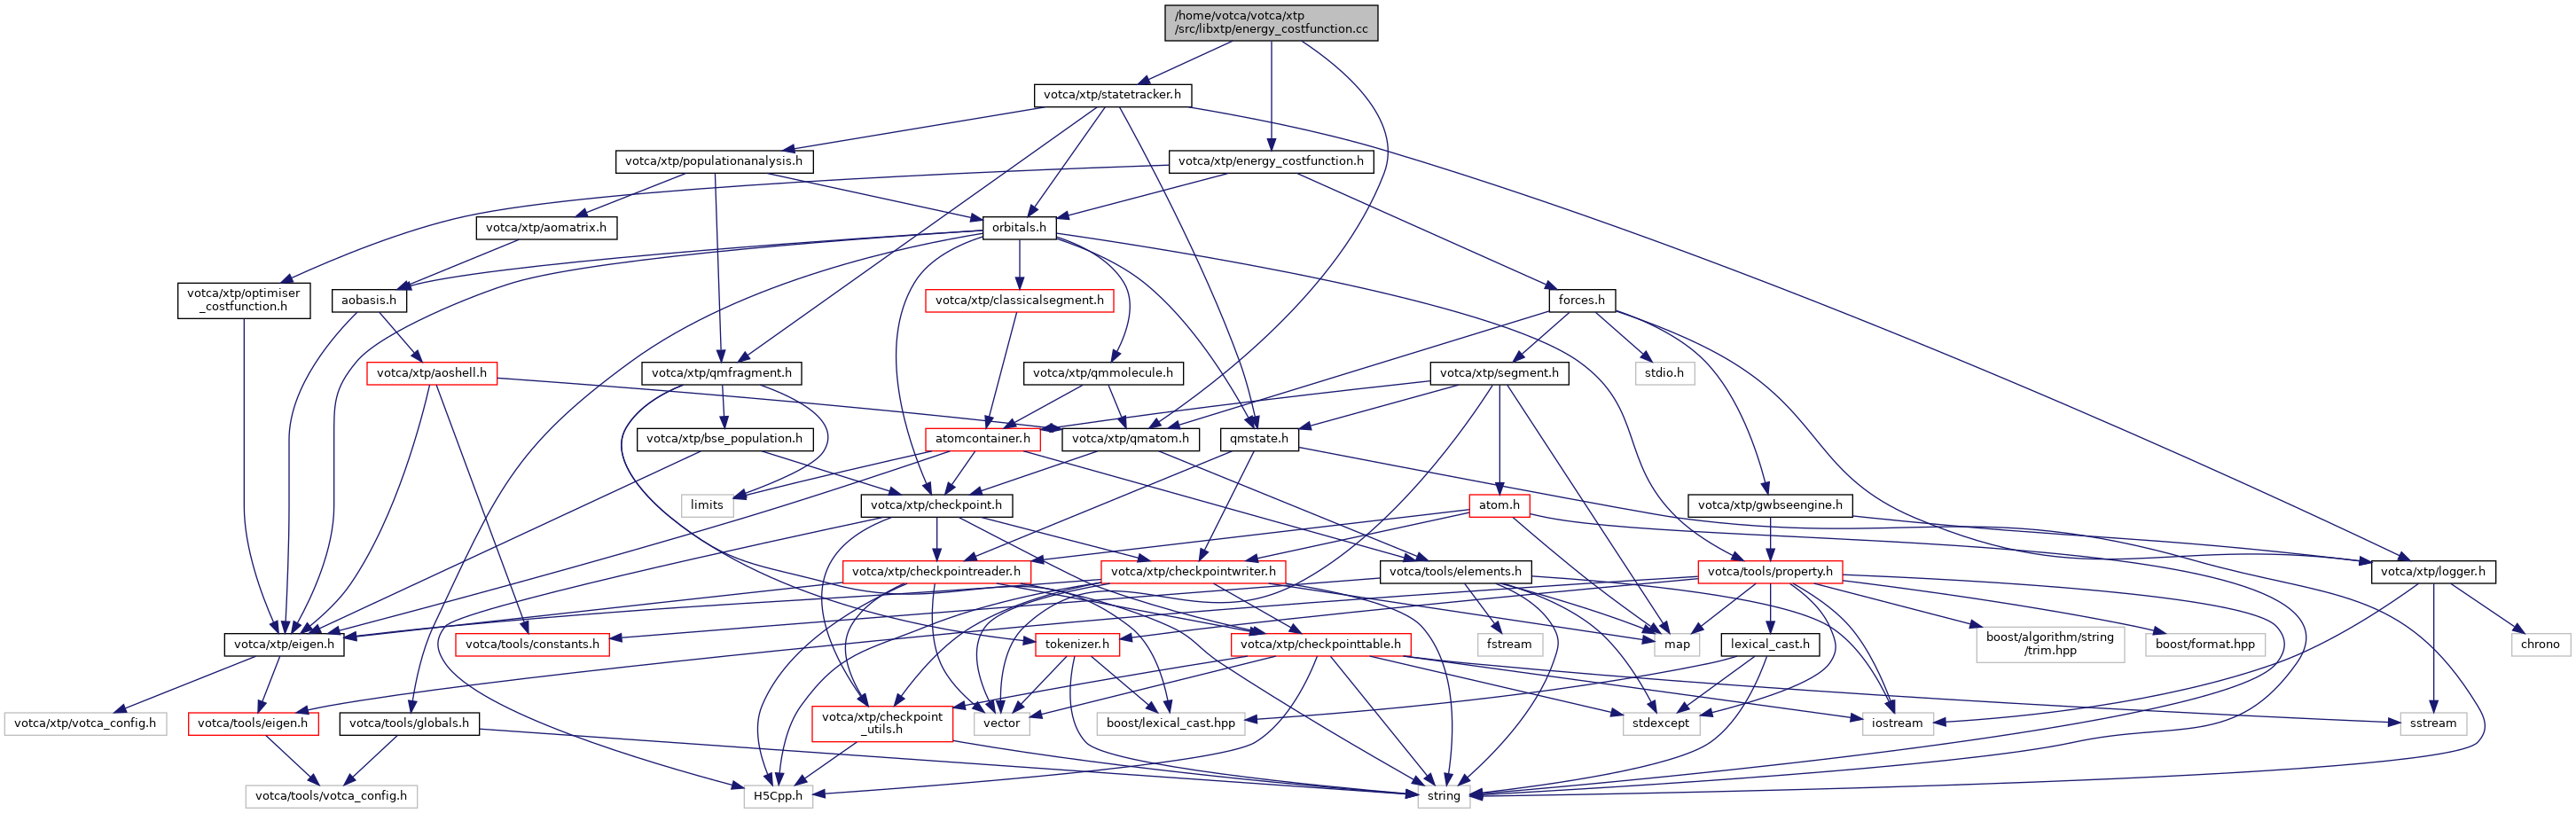 /home/votca/votca/xtp
/src/libxtp/energy_costfunction.cc
votca/xtp/statetracker.h
votca/xtp/populationanalysis.h
votca/xtp/energy_costfunction.h
votca/xtp/aomatrix.h
orbitals.h
votca/xtp/optimiser
_costfunction.h
aobasis.h
votca/xtp/classicalsegment.h
forces.h
votca/xtp/aoshell.h
votca/xtp/qmfragment.h
votca/xtp/qmmolecule.h
votca/xtp/segment.h
stdio.h
votca/xtp/bse_population.h
atomcontainer.h
votca/xtp/qmatom.h
qmstate.h
limits
votca/xtp/checkpoint.h
atom.h
votca/xtp/gwbseengine.h
votca/xtp/checkpointreader.h
votca/xtp/checkpointwriter.h
votca/tools/elements.h
votca/tools/property.h
votca/xtp/logger.h
votca/xtp/eigen.h
votca/tools/constants.h
tokenizer.h
votca/xtp/checkpointtable.h
fstream
map
lexical_cast.h
boost/algorithm/string
/trim.hpp
boost/format.hpp
chrono
votca/xtp/votca_config.h
votca/tools/eigen.h
votca/tools/globals.h
votca/xtp/checkpoint
_utils.h
vector
boost/lexical_cast.hpp
stdexcept
iostream
sstream
votca/tools/votca_config.h
H5Cpp.h
string